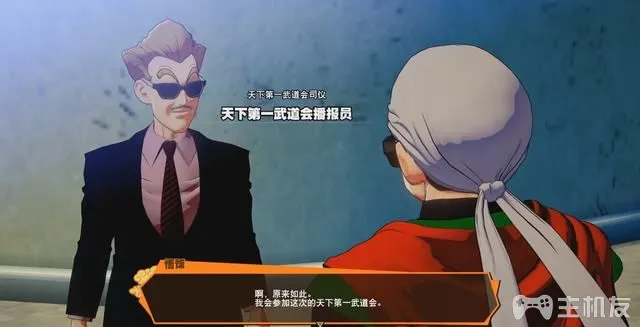 天下第一武道会司仪
天下第一武道会播报员
悟饭
啊，原来如此。
我会参加这次的天下第一武道会。
主机友